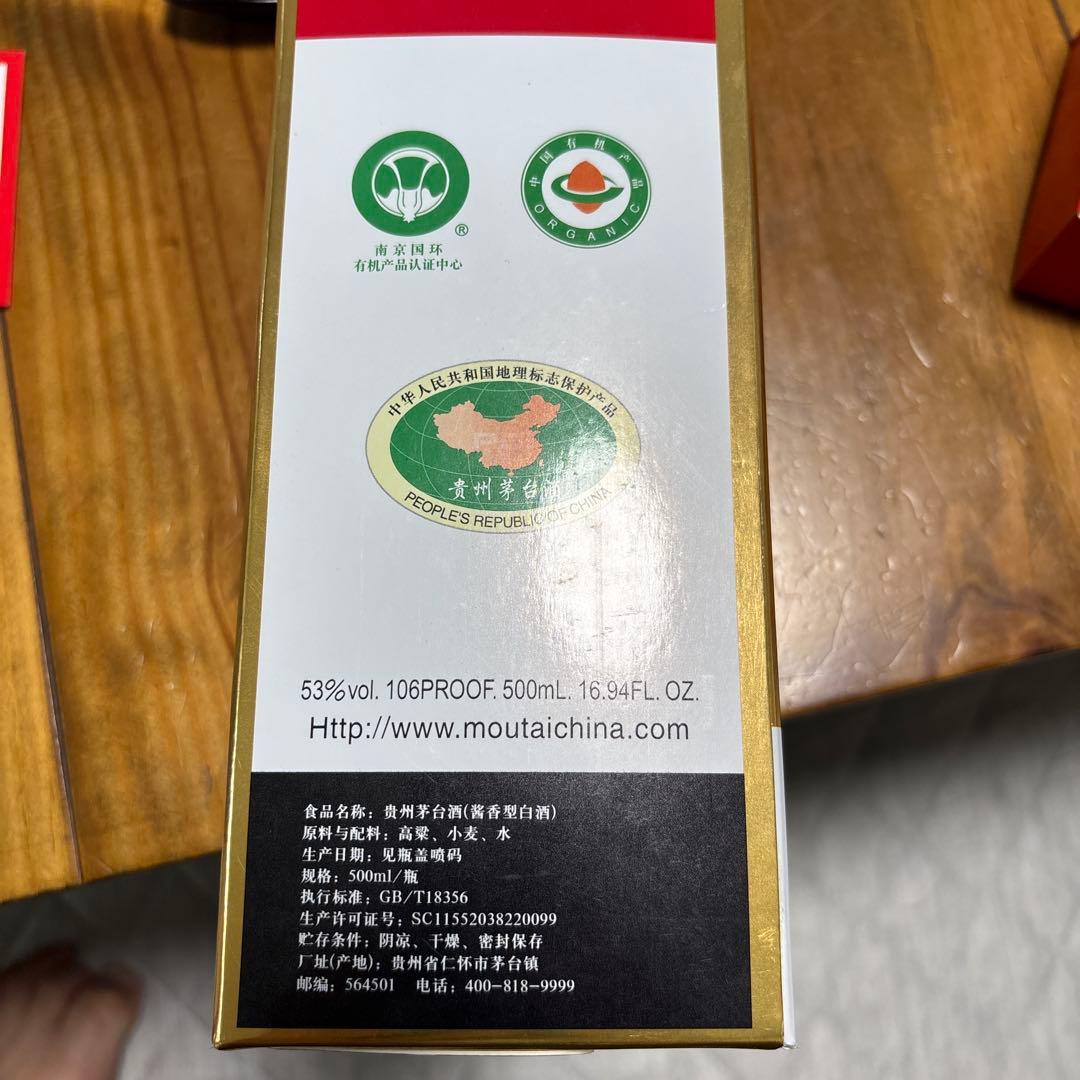 南京国环
有机产品认证中心
®
中国有机产品
ORGANIC
中华人民共和国地理标志保护产品
贵州茅台酒
PEOPLE'S REPUBLIC OF CHINA
53%vol. 106PROOF. 500mL. 16.94FL. OZ.
Http://www.moutaichina.com
食品名称：贵州茅台酒(酱香型白酒)
原料与配料：高粱、小麦、水
生产日期：见瓶盖喷码
规格：500ml/瓶
执行标准：GB/T18356
生产许可证号：SC11552038220099
贮存条件：阴凉、干燥、密封保存
厂址(产地)：贵州省仁怀市茅台镇
邮编：564501 电话：400-818-9999